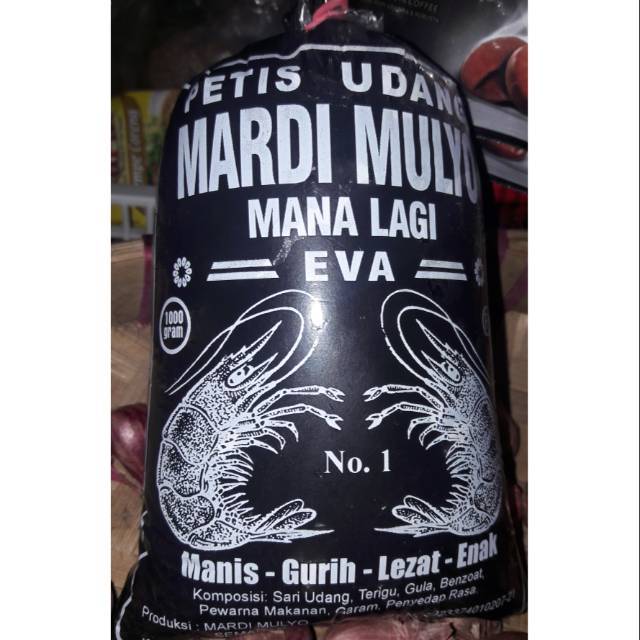 PETIS UDANG
MARDI MULYO
MANA LAGI
EVA
1000
gram
No. 1
Manis - Gurih - Lezat - Enak
Komposisi: Sari Udang, Terigu, Gula, Benzoat,
Pewarna Makanan, Garam, Penyedap Rasa.
Produksi : MARDI MULYO
COFFEE